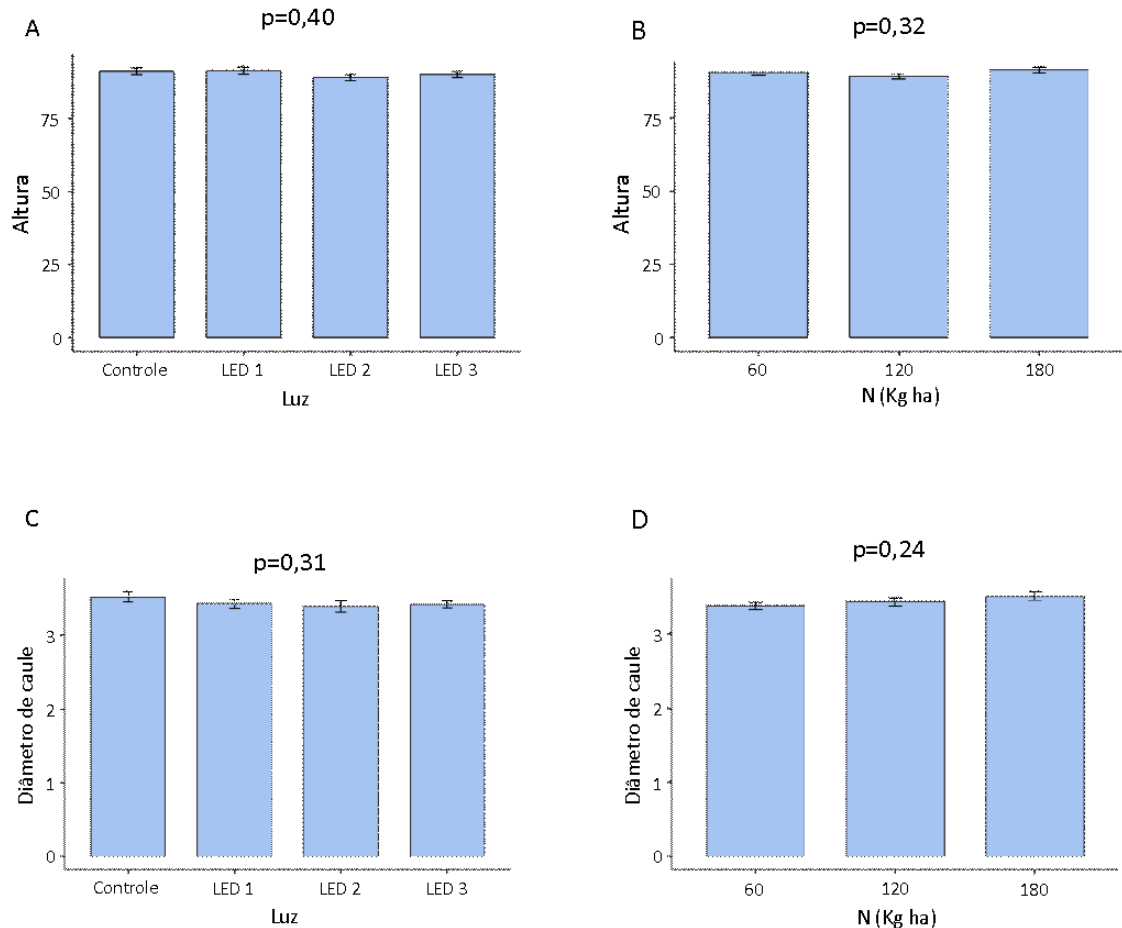 A
p=0,40
Altura
75
50
25
0
Controle LED 1 LED 2 LED 3
Luz
B
p=0,32
Altura
75
50
25
0
60 120 180
N (Kg ha)
C
p=0,31
Diâmetro de caule
3
2
1
0
Controle LED 1 LED 2 LED 3
Luz
D
p=0,24
Diâmetro de caule
3
2
1
0
60 120 180
N (Kg ha)